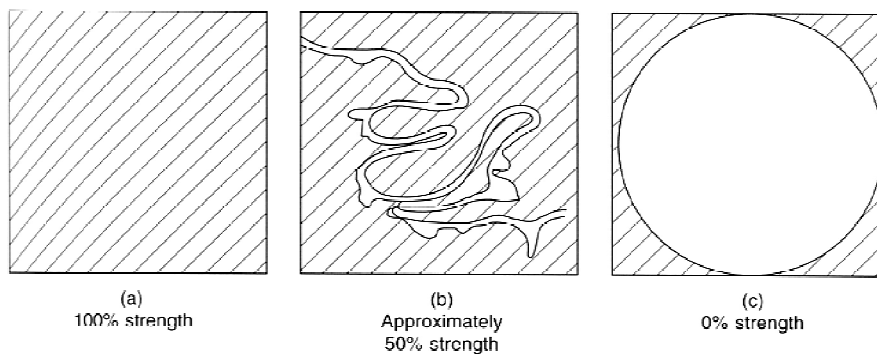 (a)
100% strength
(b)
Approximately
50% strength
(c)
0% strength